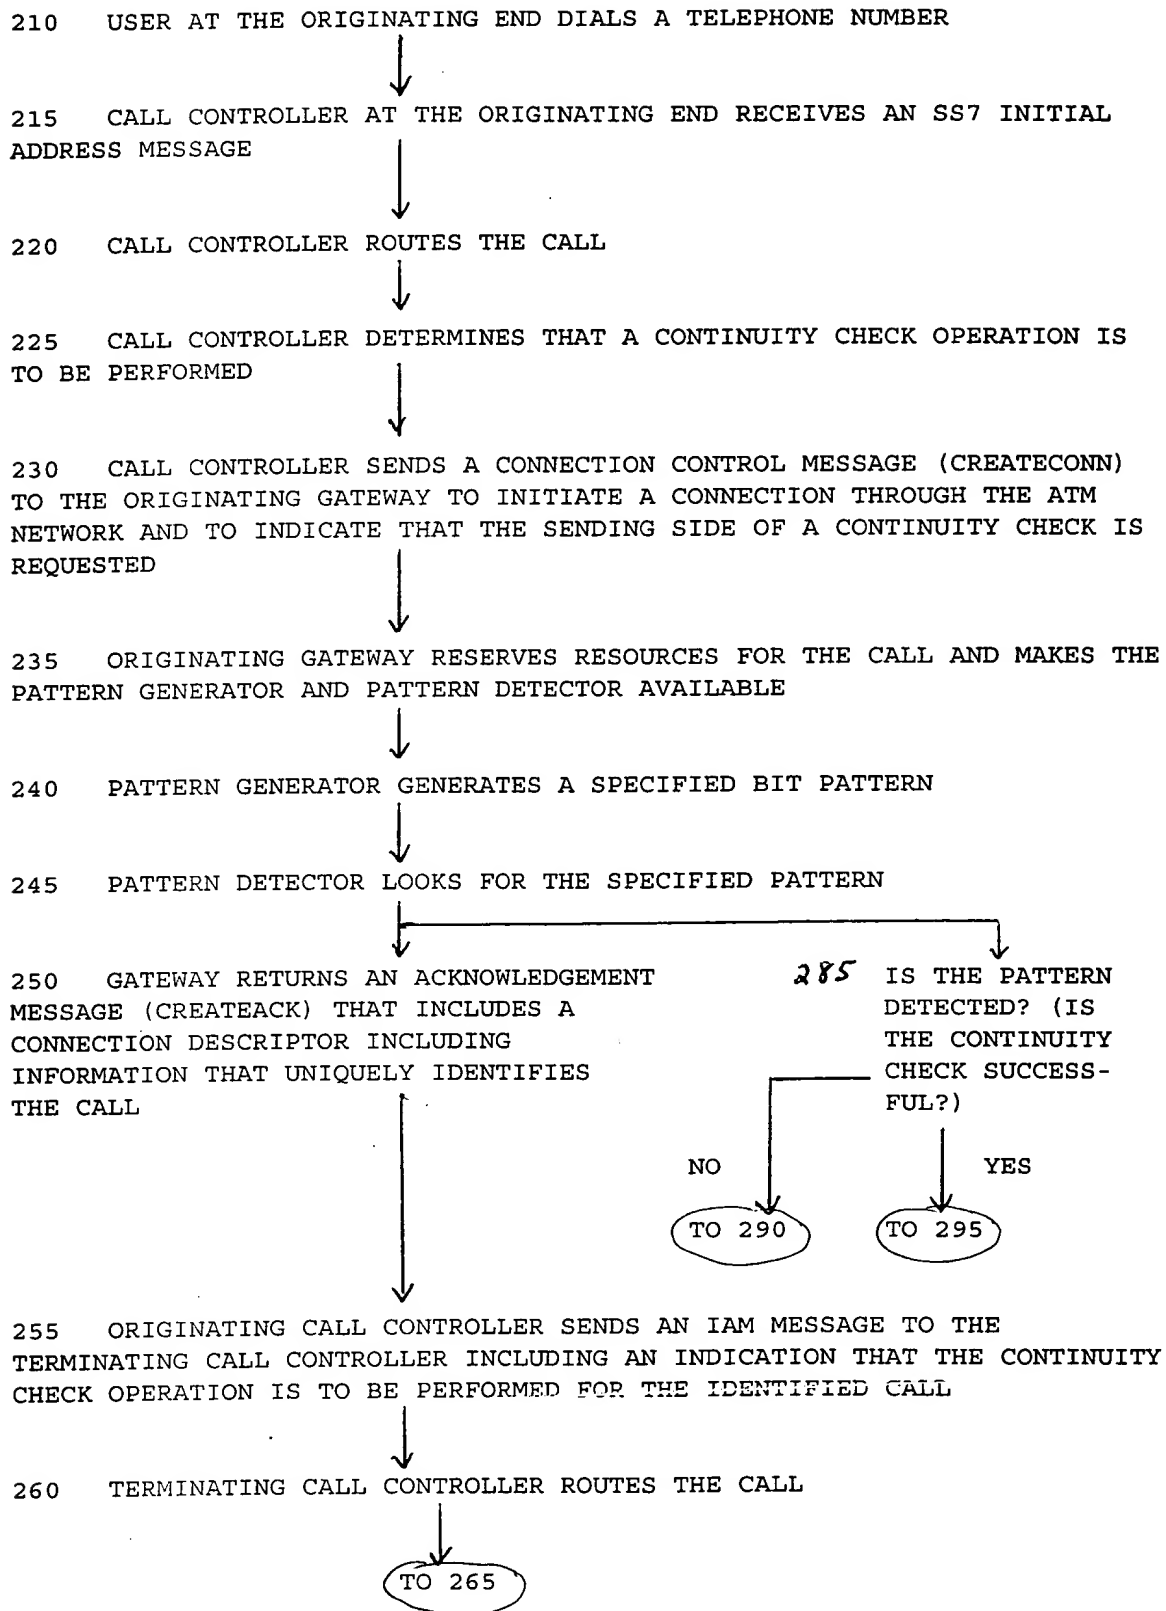 210 USER AT THE ORIGINATING END DIALS A TELEPHONE NUMBER
215 CALL CONTROLLER AT THE ORIGINATING END RECEIVES AN SS7 INITIAL
ADDRESS MESSAGE
220 CALL CONTROLLER ROUTES THE CALL
225 CALL CONTROLLER DETERMINES THAT A CONTINUITY CHECK OPERATION IS
TO BE PERFORMED
230 CALL CONTROLLER SENDS A CONNECTION CONTROL MESSAGE (CREATECONN)
TO THE ORIGINATING GATEWAY TO INITIATE A CONNECTION THROUGH THE ATM
NETWORK AND TO INDICATE THAT THE SENDING SIDE OF A CONTINUITY CHECK IS
REQUESTED
235 ORIGINATING GATEWAY RESERVES RESOURCES FOR THE CALL AND MAKES THE
PATTERN GENERATOR AND PATTERN DETECTOR AVAILABLE
240 PATTERN GENERATOR GENERATES A SPECIFIED BIT PATTERN
245 PATTERN DETECTOR LOOKS FOR THE SPECIFIED PATTERN
250 GATEWAY RETURNS AN ACKNOWLEDGEMENT
MESSAGE (CREATEACK) THAT INCLUDES A
CONNECTION DESCRIPTOR INCLUDING
INFORMATION THAT UNIQUELY IDENTIFIES
THE CALL
285 IS THE PATTERN
DETECTED? (IS
THE CONTINUITY
CHECK SUCCESS-
FUL?)
NO
YES
TO 290
TO 295
255 ORIGINATING CALL CONTROLLER SENDS AN IAM MESSAGE TO THE
TERMINATING CALL CONTROLLER INCLUDING AN INDICATION THAT THE CONTINUITY
CHECK OPERATION IS TO BE PERFORMED FOR THE IDENTIFIED CALL
260 TERMINATING CALL CONTROLLER ROUTES THE CALL
TO 265